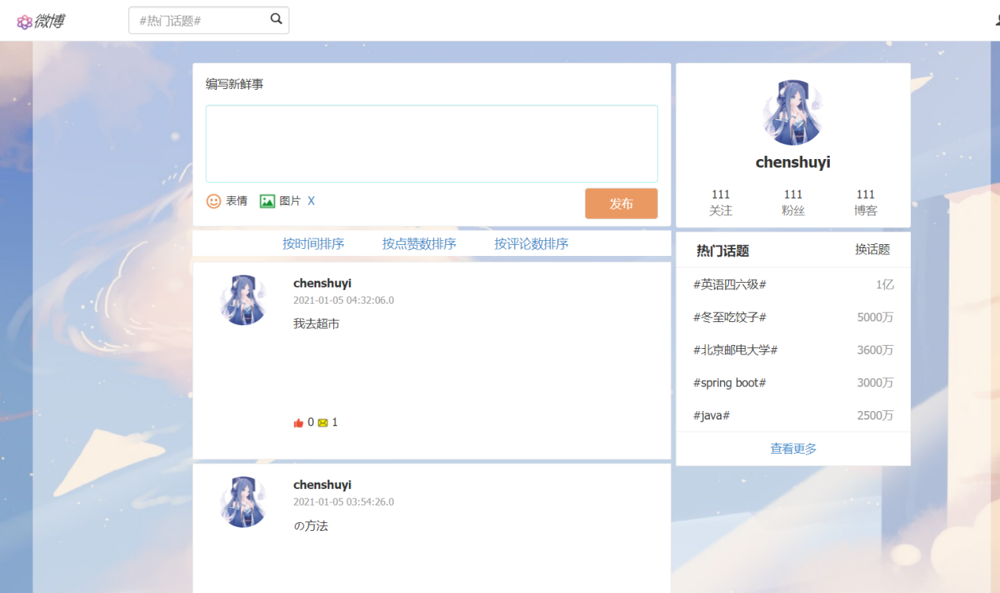 微博
#热门话题#
编写新鲜事
表情 图片 X
发布
按时间排序 按点赞数排序 按评论数排序
chenshuyi
2021-01-05 04:32:06.0
我去超市
0 1
chenshuyi
2021-01-05 03:54:26.0
の方法
chenshuyi
111 111 111
关注 粉丝 博客
热门话题 换话题
#英语四六级# 1亿
#冬至吃饺子# 5000万
#北京邮电大学# 3600万
#spring boot# 3000万
#java# 2500万
查看更多